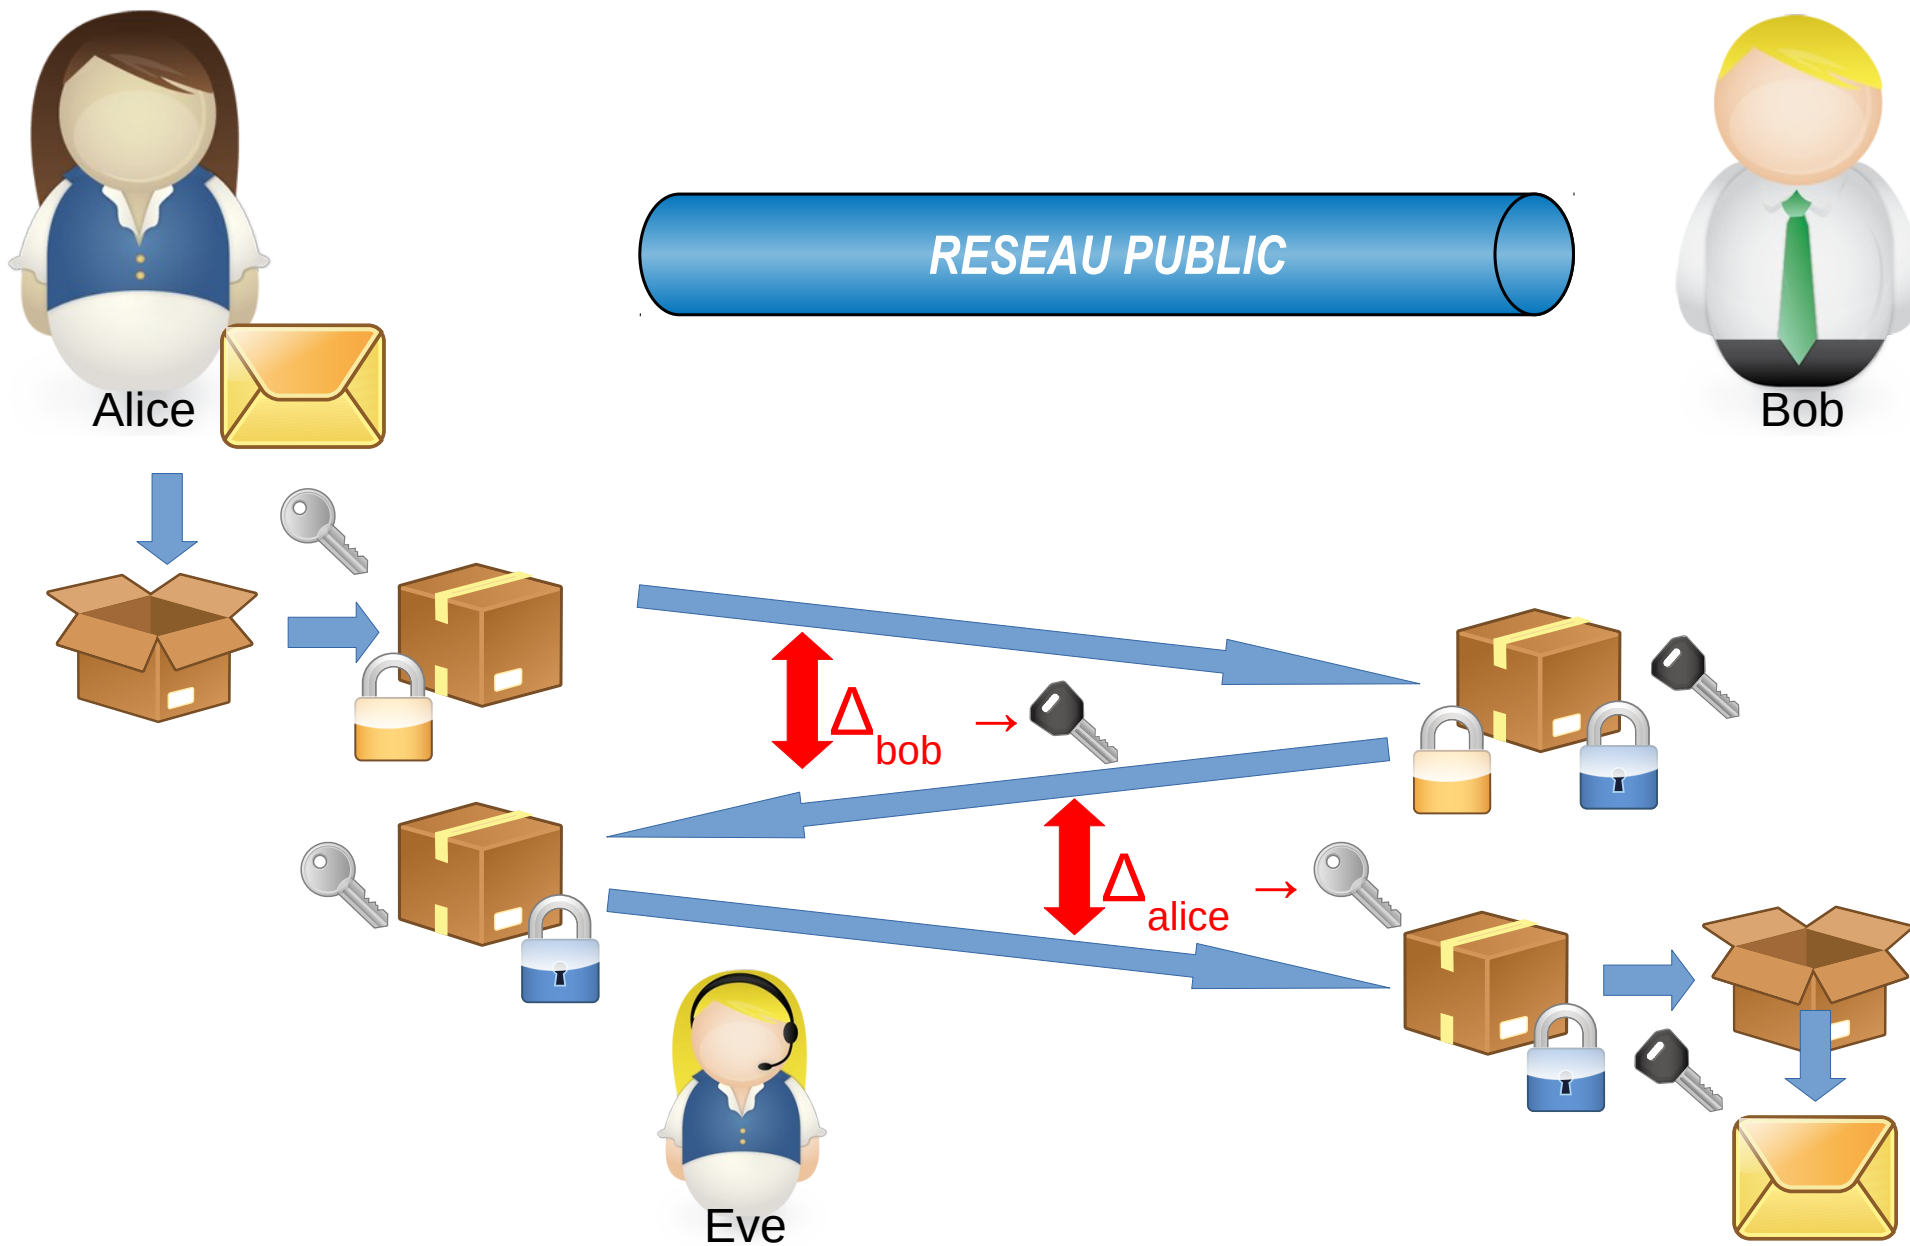 RESEAU PUBLIC
Alice
Bob
Δbob →
Δalice →
Eve